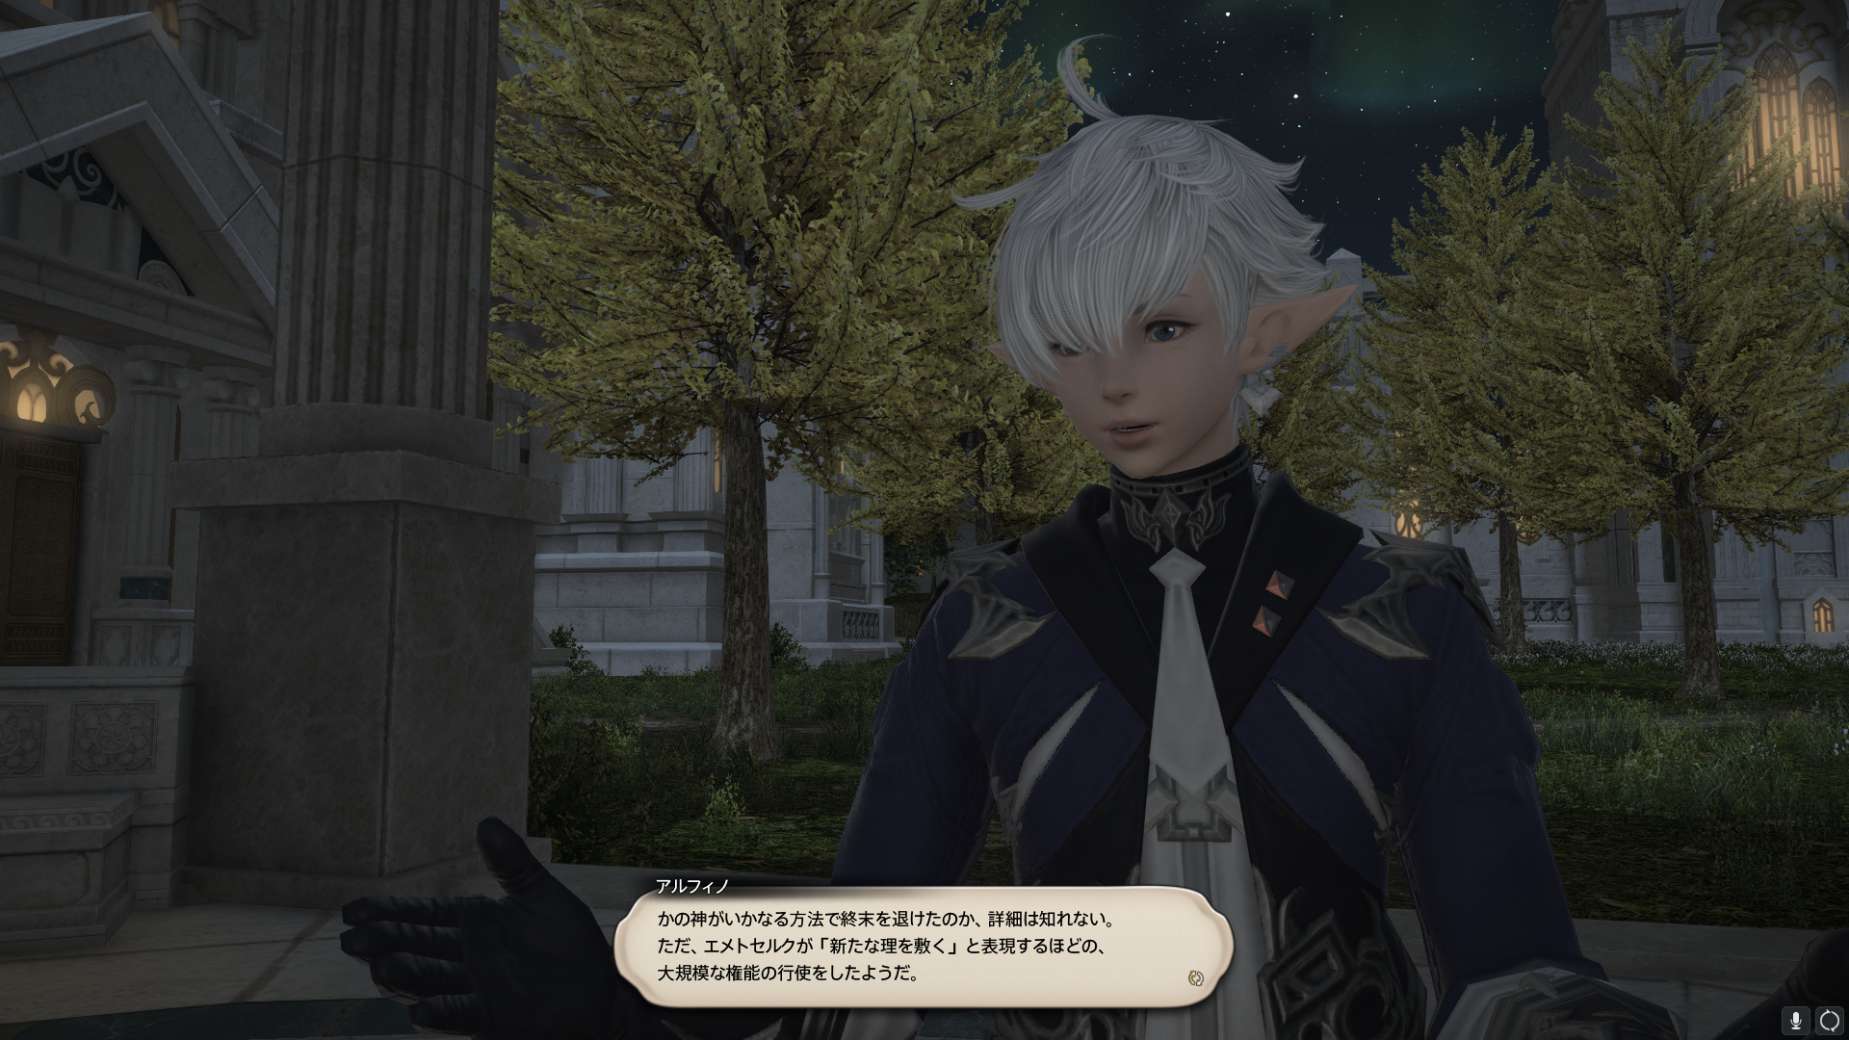 アルフィノ
かの神がいかなる方法で終末を退けたのか、詳細は知れない。
ただ、エメトセルクが「新たな理を敷く」と表現するほどの、
大規模な権能の行使をしたようだ。